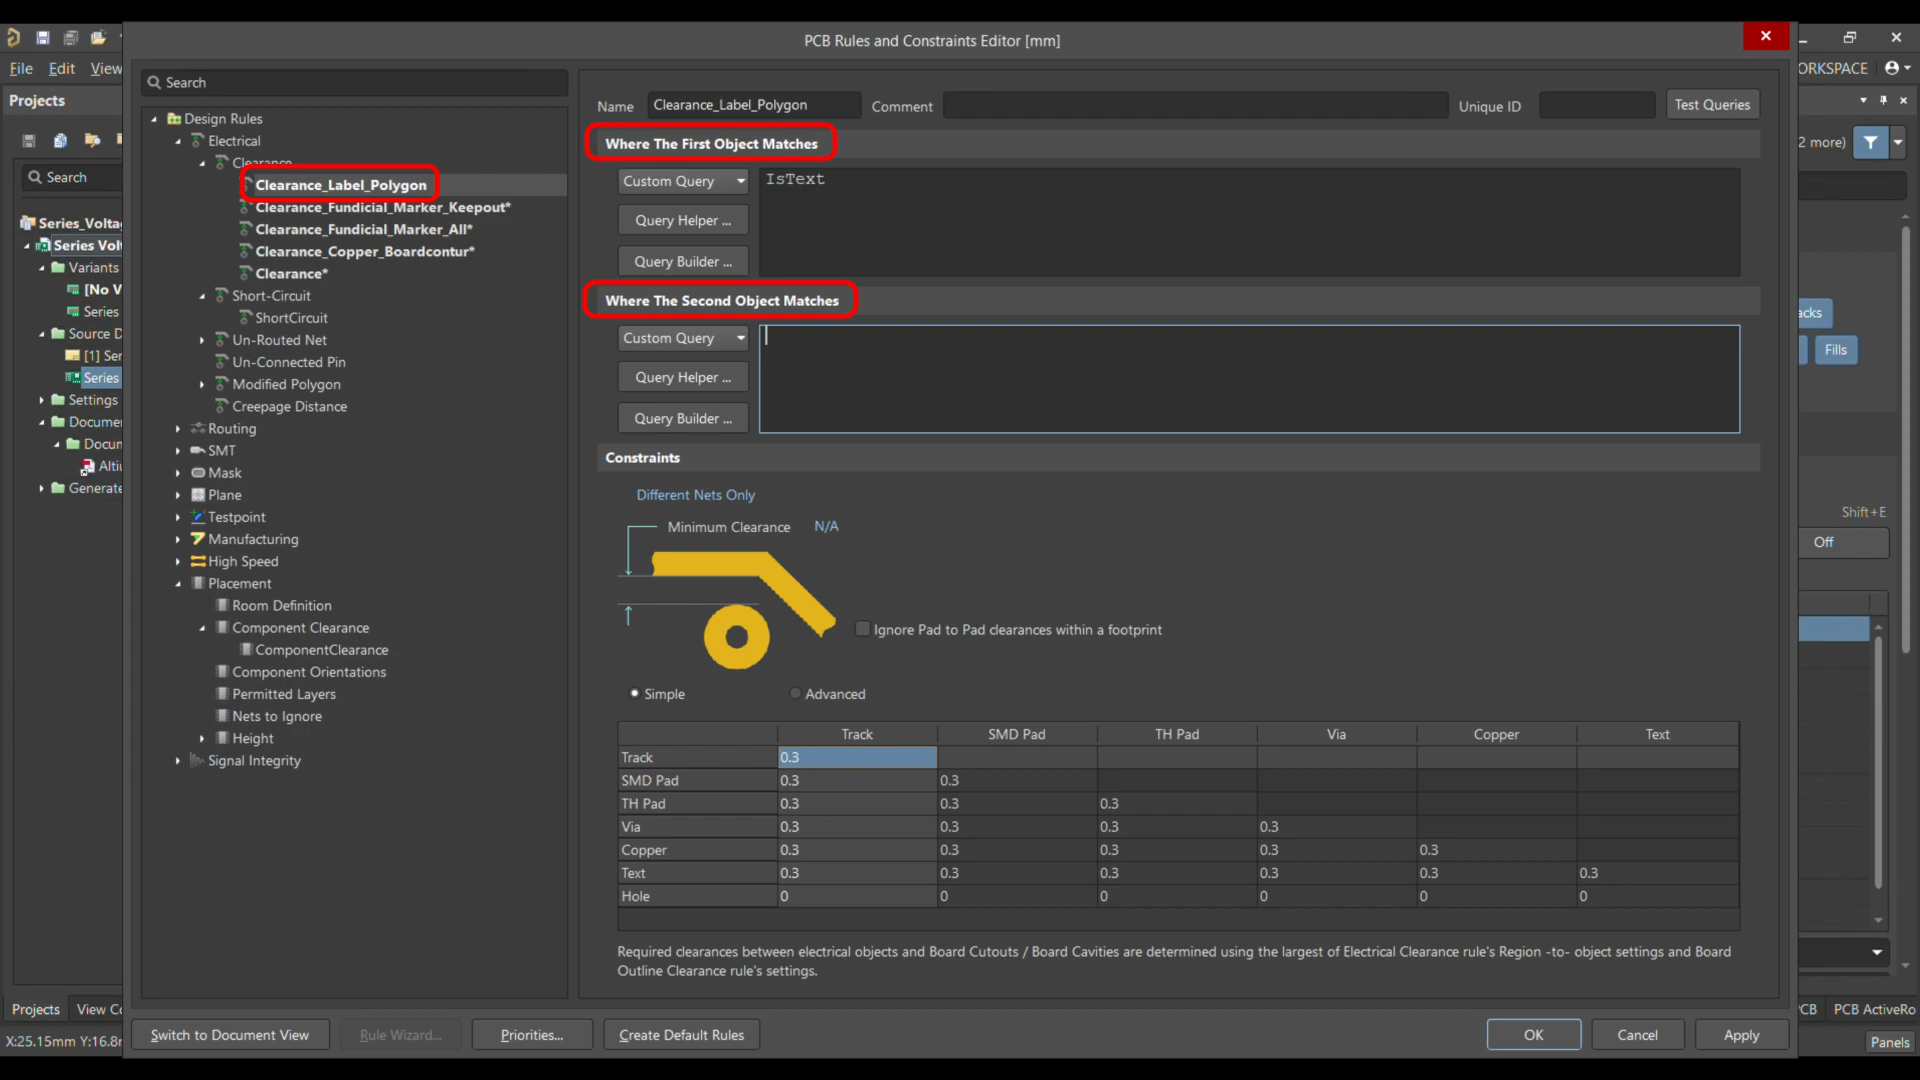 PCB Rules and Constraints Editor [mm]
File Edit View
ORKSPACE
Projects
Search
Search
Series_Volta
Series Volt
Variants
[No V
Series
Source D
[1] Ser
Series
Settings
Documen
Docum
Altiu
Generate
Design Rules
Electrical
Clearance
Clearance_Label_Polygon
Clearance_Fundicial_Marker_Keepout*
Clearance_Fundicial_Marker_All*
Clearance_Copper_Boardcontur*
Clearance*
Short-Circuit
ShortCircuit
Un-Routed Net
Un-Connected Pin
Modified Polygon
Creepage Distance
Routing
SMT
Mask
Plane
Testpoint
Manufacturing
High Speed
Placement
Room Definition
Component Clearance
ComponentClearance
Component Orientations
Permitted Layers
Nets to Ignore
Height
Signal Integrity
Name Clearance_Label_Polygon Comment Unique ID Test Queries
Where The First Object Matches
Custom Query IsText
Query Helper ...
Query Builder ...
Where The Second Object Matches
Custom Query
Query Helper ...
Query Builder ...
Constraints
Different Nets Only
Minimum Clearance N/A
Ignore Pad to Pad clearances within a footprint
Simple Advanced
Track SMD Pad TH Pad Via Copper Text
Track 0.3
SMD Pad 0.3 0.3
TH Pad 0.3 0.3 0.3
Via 0.3 0.3 0.3 0.3
Copper 0.3 0.3 0.3 0.3 0.3
Text 0.3 0.3 0.3 0.3 0.3 0.3
Hole 0 0 0 0 0 0
Required clearances between electrical objects and Board Cutouts / Board Cavities are determined using the largest of Electrical Clearance rule's Region -to- object settings and Board
Outline Clearance rule's settings.
2 more)
acks
Fills
Shift+E
Off
Projects View Co
CB PCB ActiveRo
Switch to Document View Rule Wizard... Priorities... Create Default Rules OK Cancel Apply
X:25.15mm Y:16.8m
Panels